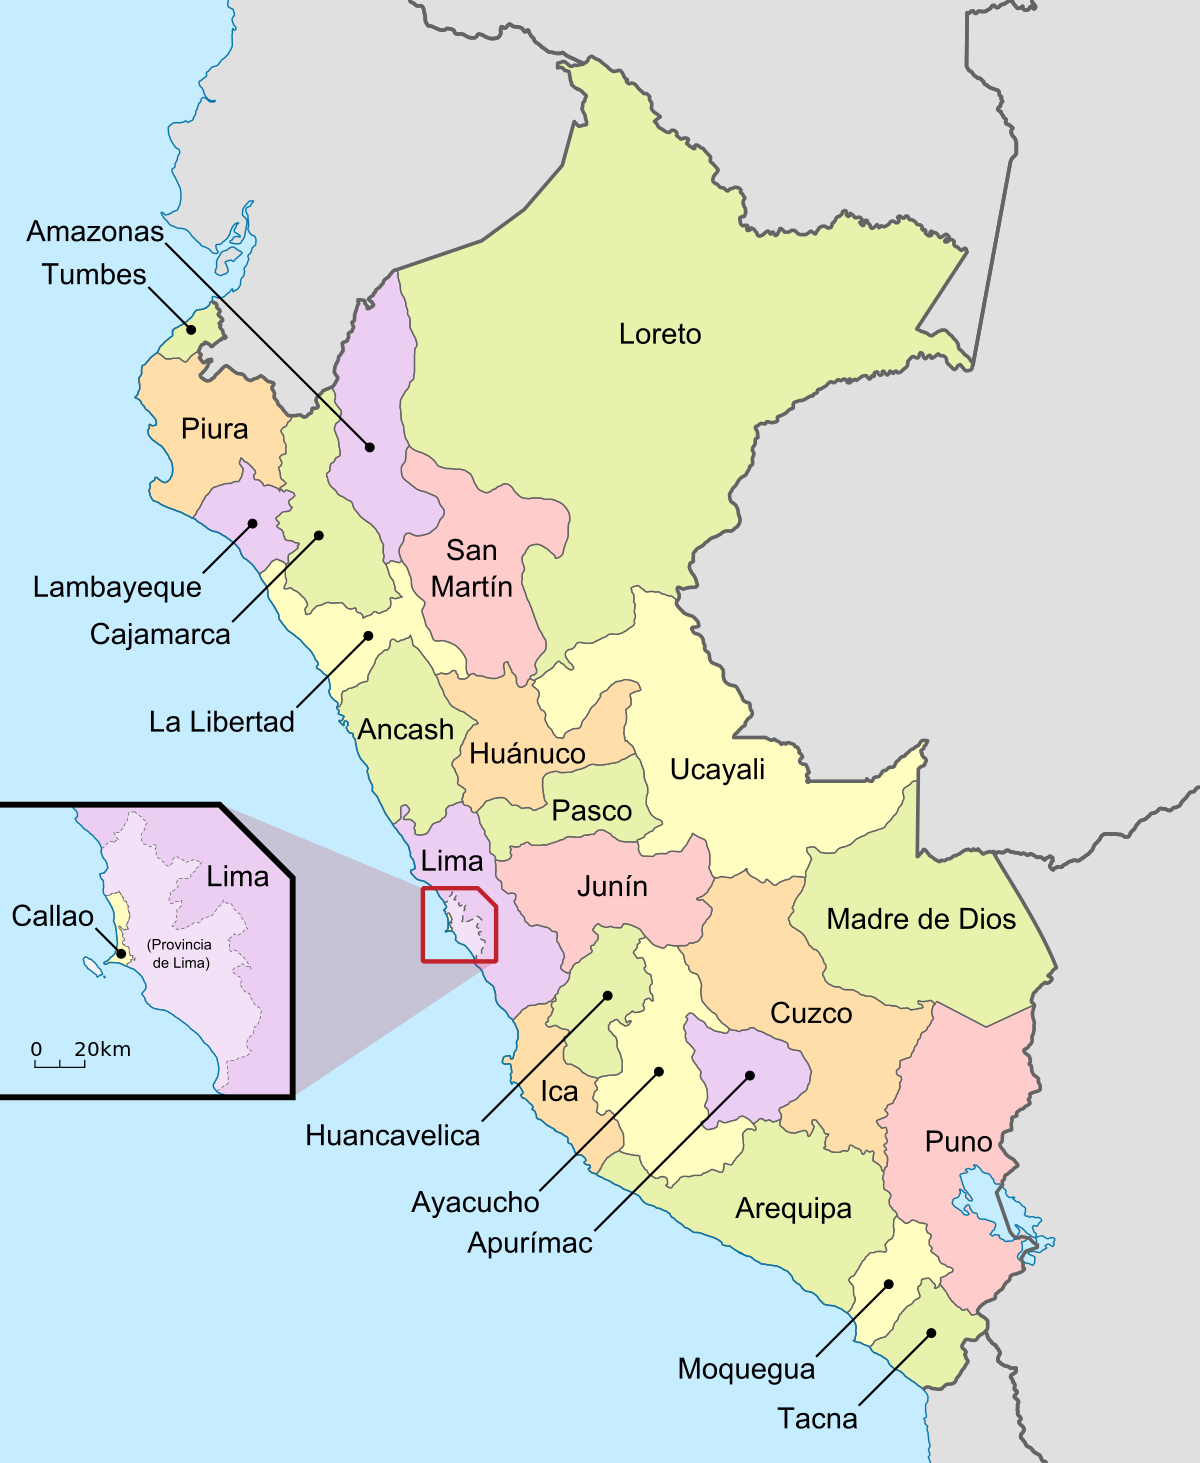 Amazonas
Tumbes
Loreto
Piura
San
Martín
Lambayeque
Cajamarca
La Libertad
Ancash
Huánuco
Ucayali
Pasco
Lima
Junín
Lima
Callao
(Provincia
de Lima)
0 20km
Madre de Dios
Cuzco
Ica
Huancavelica
Puno
Ayacucho
Arequipa
Apurímac
Moquegua
Tacna